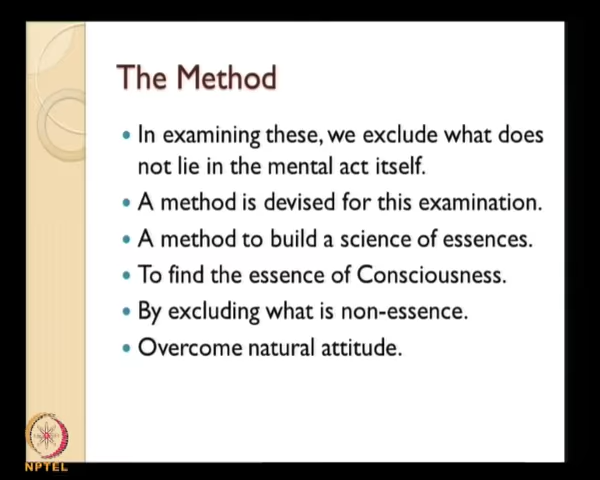 The Method
• In examining these, we exclude what does
not lie in the mental act itself.
• A method is devised for this examination.
• A method to build a science of essences.
• To find the essence of Consciousness.
• By excluding what is non-essence.
• Overcome natural attitude.
NPTEL